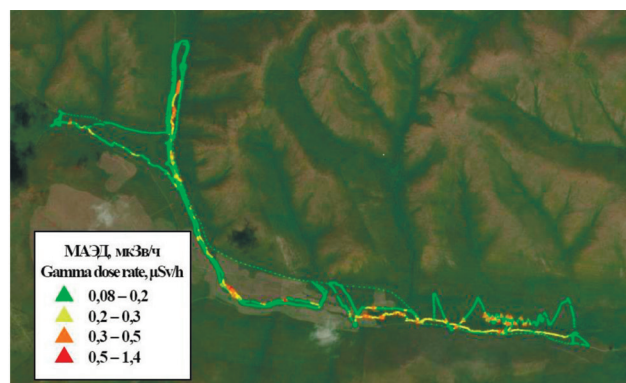 МАЭД, мкЗв/ч
Gamma dose rate, μSv/h
0,08 – 0,2
0,2 – 0,3
0,3 – 0,5
0,5 – 1,4